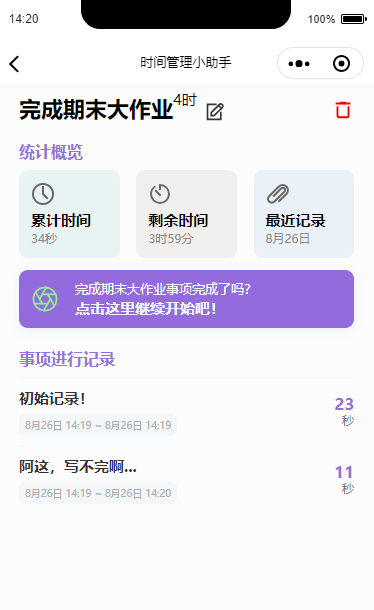 14:20
100%
时间管理小助手
完成期末大作业4时
统计概览
累计时间
34秒
剩余时间
3时59分
最近记录
8月26日
完成期末大作业事项完成了吗？
点击这里继续开始吧！
事项进行记录
初始记录！
23
秒
8月26日 14:19 ~ 8月26日 14:19
阿这，写不完啊...
11
秒
8月26日 14:19 ~ 8月26日 14:20